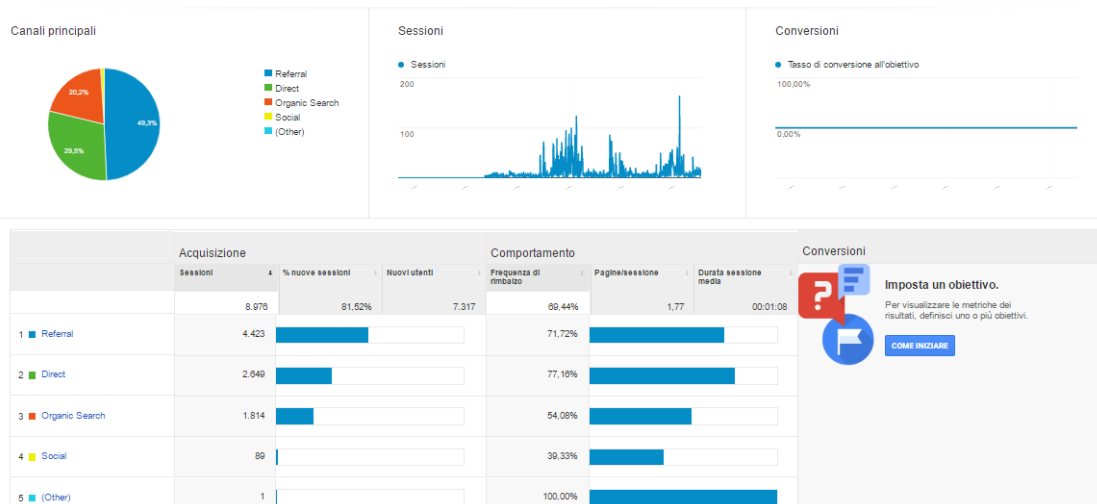 Canali principali
Referral
Direct
Organic Search
Social
(Other)
20,2%
49,3%
29,5%
Sessioni
Sessioni
200
100
Conversioni
Tasso di conversione all'obiettivo
100,00%
0,00%
Acquisizione
Comportamento
Conversioni
Sessioni
% nuove sessioni
Nuovi utenti
Frequenza di rimbalzo
Pagine/sessione
Durata sessione media
8.976
81,52%
7.317
69,44%
1,77
00:01:08
1 Referral 4.423 71,72%
2 Direct 2.649 77,16%
3 Organic Search 1.814 54,08%
4 Social 89 39,33%
5 (Other) 1 100,00%
Imposta un obiettivo.
Per visualizzare le metriche dei
risultati, definisci uno o più obiettivi.
COME INIZIARE